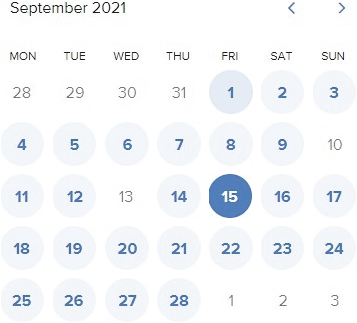 September 2021 < >
MON TUE WED THU FRI SAT SUN
28 29 30 31 1 2 3
4 5 6 7 8 9 10
11 12 13 14 15 16 17
18 19 20 21 22 23 24
25 26 27 28 1 2 3